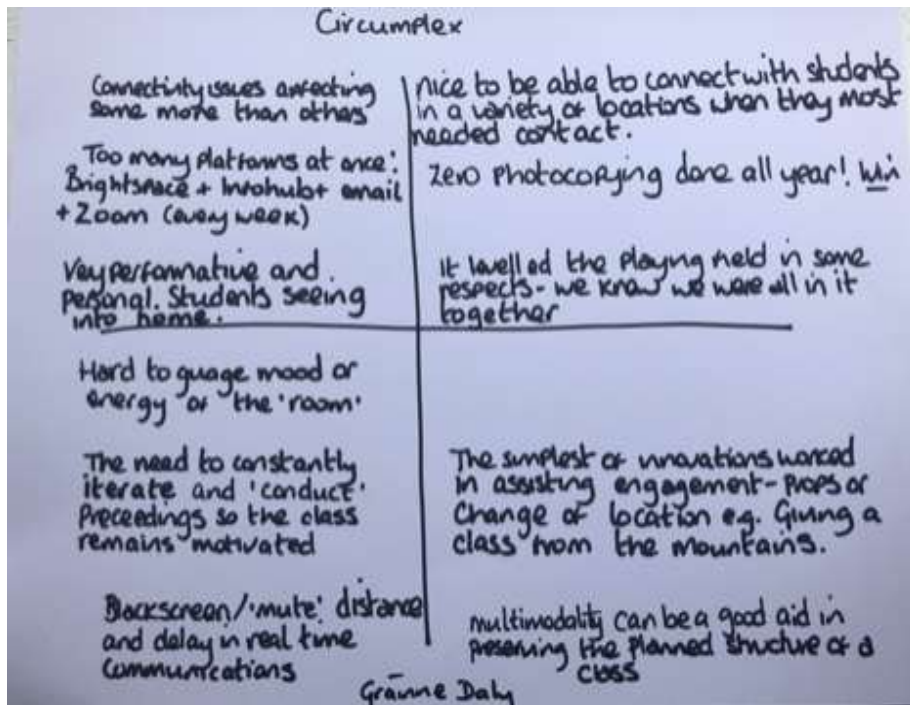 Circumplex
Connectivity issues affecting
some more than others
Too many platforms at once:
Brightspace + Infohub + email
+ Zoom (every week)
Very performative and
personal. Students seeing
into home.
nice to be able to connect with students
in a variety of locations when they most
needed contact.
Zero Photocopying done all year! Win
It levelled the playing field in some
respects - we knew we were all in it
together
Hard to guage mood or
energy of the 'room'
The need to constantly
iterate and 'conduct'
Preceedings so the class
remains motivated
Blackscreen/'mute' distance
and delay in real time
Communications
The simplest of innovations worked
in assisting engagement - Props or
Change of location e.g. Giving a
class from the mountains.
multimodality can be a good aid in
preserving the planned structure of a
class
Gráinne Daly